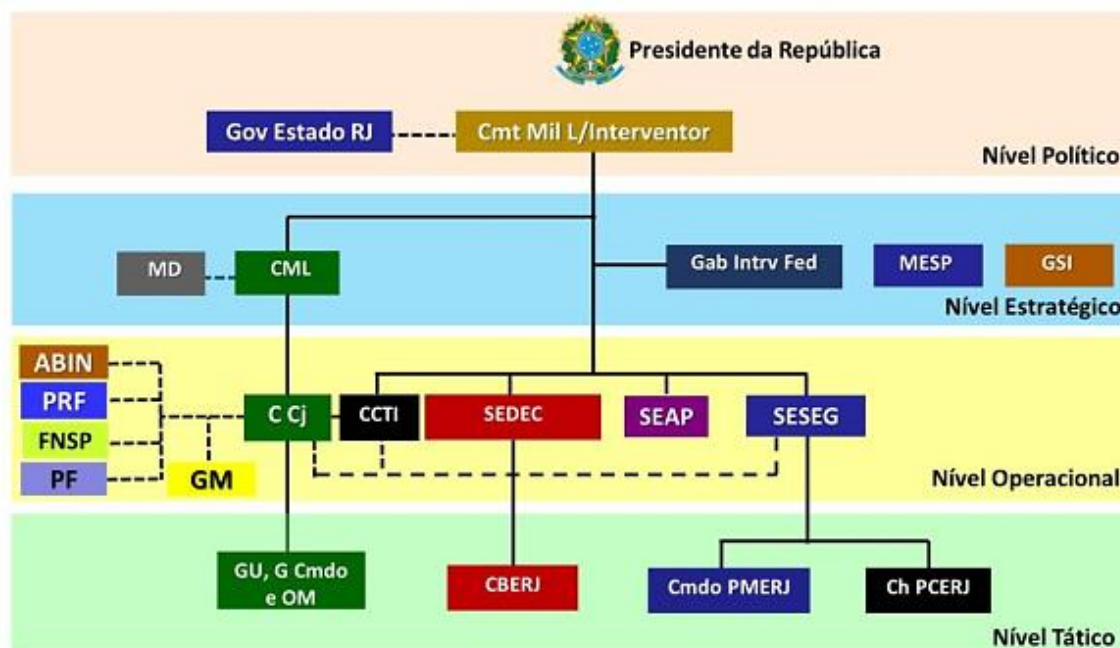 Presidente da República
Gov Estado RJ
Cmt Mil L/Interventor
Nível Político
MD
CML
Gab Intrv Fed
MESP
GSI
Nível Estratégico
ABIN
PRF
FNSP
PF
GM
C Cj
CCTI
SEDEC
SEAP
SESEG
Nível Operacional
GU, G Cmdo
e OM
CBERJ
Cmdo PMERJ
Ch PCERJ
Nível Tático